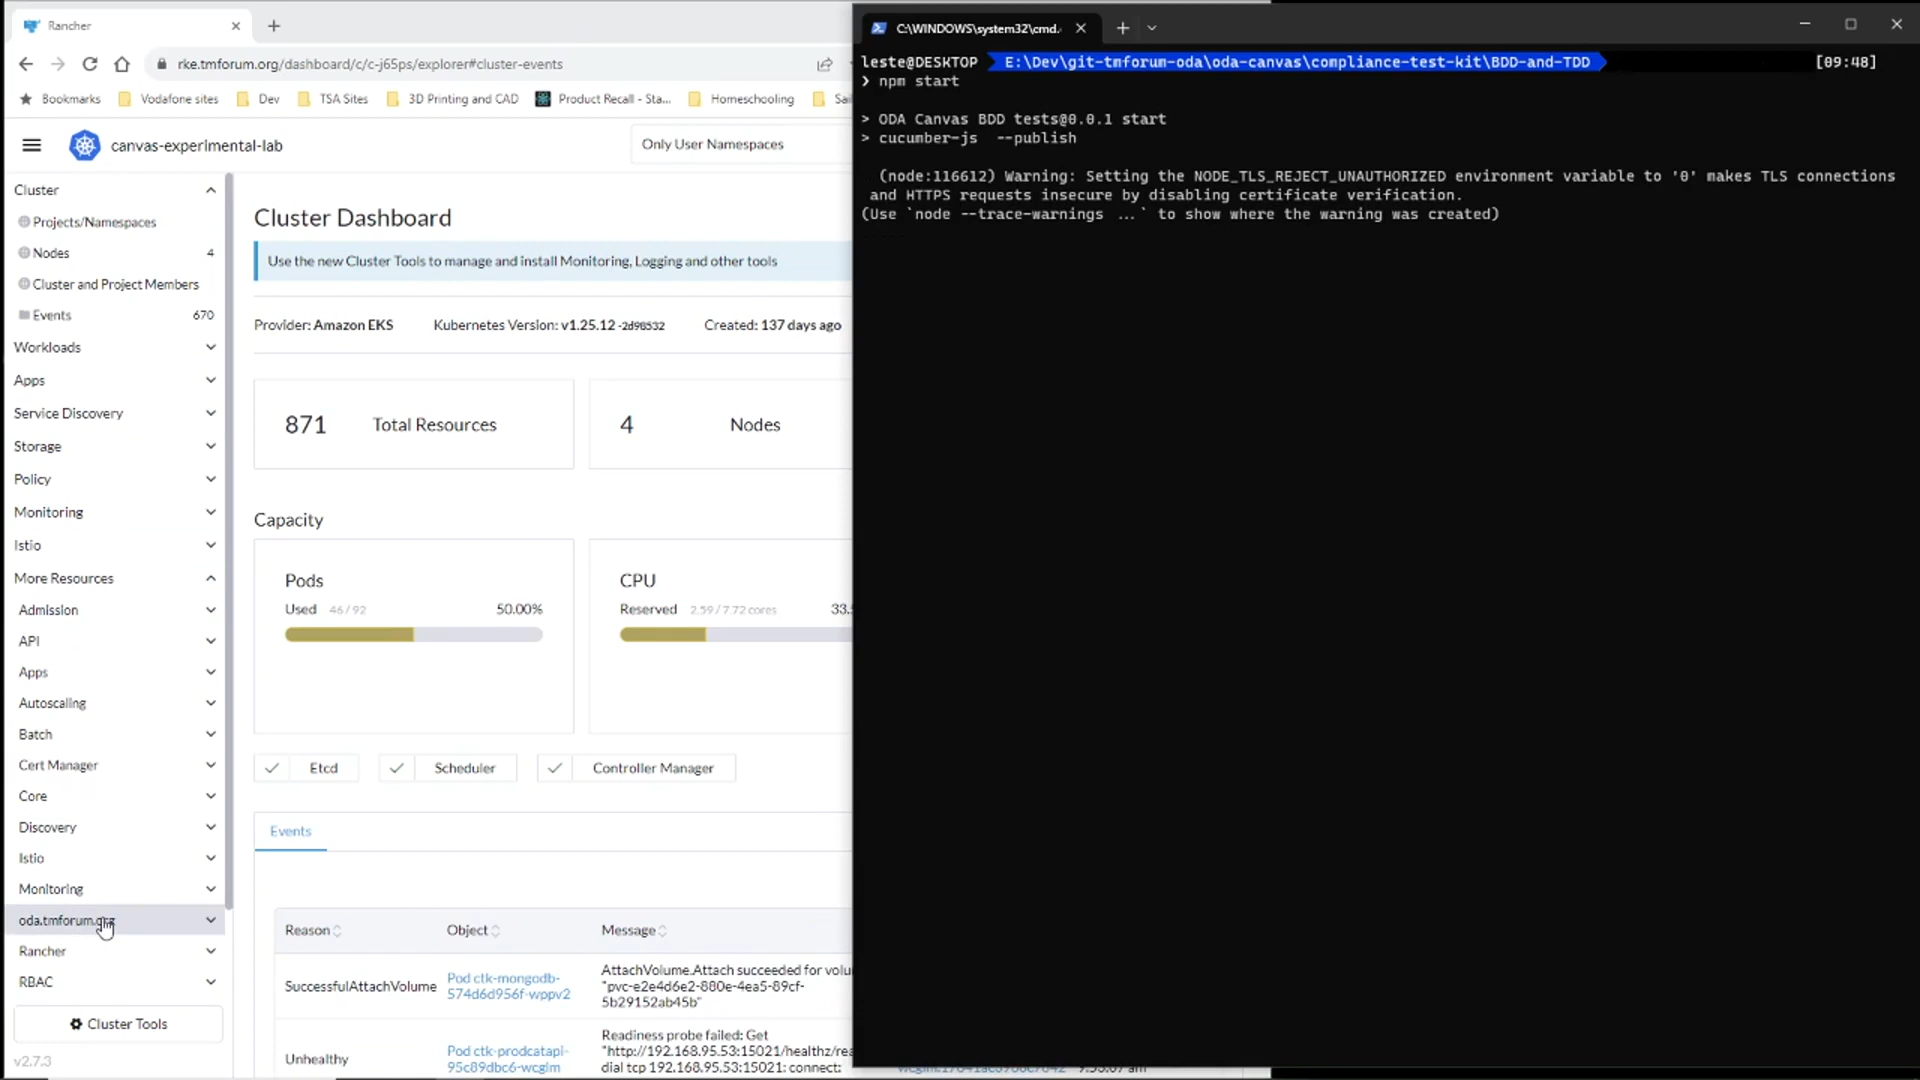 Rancher
rke.tmforum.org/dashboard/c/c-j65ps/explorer#cluster-events
Bookmarks
Vodafone sites
Dev
TSA Sites
3D Printing and CAD
Product Recall - Sta...
Homeschooling
Sai
canvas-experimental-lab
Only User Namespaces
Cluster
Projects/Namespaces
Nodes 4
Cluster and Project Members
Events 670
Workloads
Apps
Service Discovery
Storage
Policy
Monitoring
Istio
More Resources
Admission
API
Apps
Autoscaling
Batch
Cert Manager
Core
Discovery
Istio
Monitoring
oda.tmforum.org
Rancher
RBAC
Cluster Tools
v2.7.3
Cluster Dashboard
Use the new Cluster Tools to manage and install Monitoring, Logging and other tools
Provider: Amazon EKS Kubernetes Version: v1.25.12 -2d98532 Created: 137 days ago
871 Total Resources
4 Nodes
Capacity
Pods
Used 46 / 92 50.00%
CPU
Reserved 2.59 / 7.72 cores 33.
Etcd
Scheduler
Controller Manager
Events
Reason Object Message
SuccessfulAttachVolume
Pod ctk-mongodb-
574d6d956f-wppv2
AttachVolume.Attach succeeded for volu
"pvc-e2e4d6e2-880e-4ea5-89cf-
5b29152ab45b"
Unhealthy
Pod ctk-prodcatapi-
95c89dbc6-wcglm
Readiness probe failed: Get
"http://192.168.95.53:15021/healthz/rea
dial tcp 192.168.95.53:15021: connect:
C:\WINDOWS\system32\cmd.
leste@DESKTOP E:\Dev\git-tmforum-oda\oda-canvas\compliance-test-kit\BDD-and-TDD [09:48]
❯ npm start
> ODA Canvas BDD tests@0.0.1 start
> cucumber-js --publish
(node:116612) Warning: Setting the NODE_TLS_REJECT_UNAUTHORIZED environment variable to '0' makes TLS connections
and HTTPS requests insecure by disabling certificate verification.
(Use `node --trace-warnings ...` to show where the warning was created)